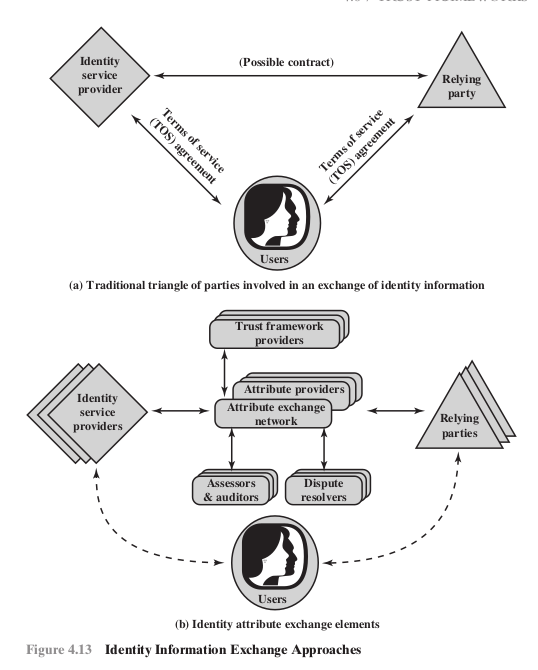 Identity
service
provider
(Possible contract)
Relying
party
Terms of service
(TOS) agreement
Terms of service
(TOS) agreement
Users
(a) Traditional triangle of parties involved in an exchange of identity information
Trust framework
providers
Attribute providers
Identity
service
providers
Attribute exchange
network
Relying
parties
Assessors
& auditors
Dispute
resolvers
Users
(b) Identity attribute exchange elements
Figure 4.13 Identity Information Exchange Approaches